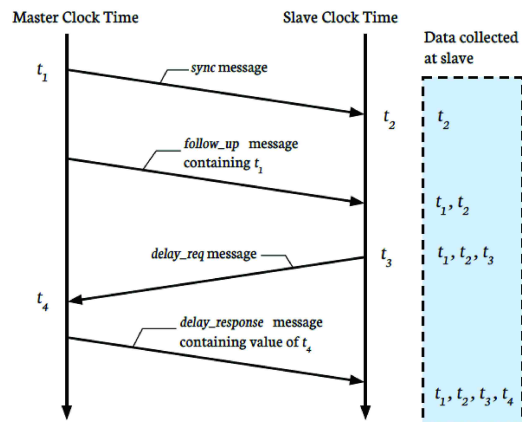 Master Clock Time
Slave Clock Time
Data collected
at slave
t1
sync message
t2
t2
follow_up message
containing t1
t1, t2
delay_req message
t3
t1, t2, t3
t4
delay_response message
containing value of t4
t1, t2, t3, t4